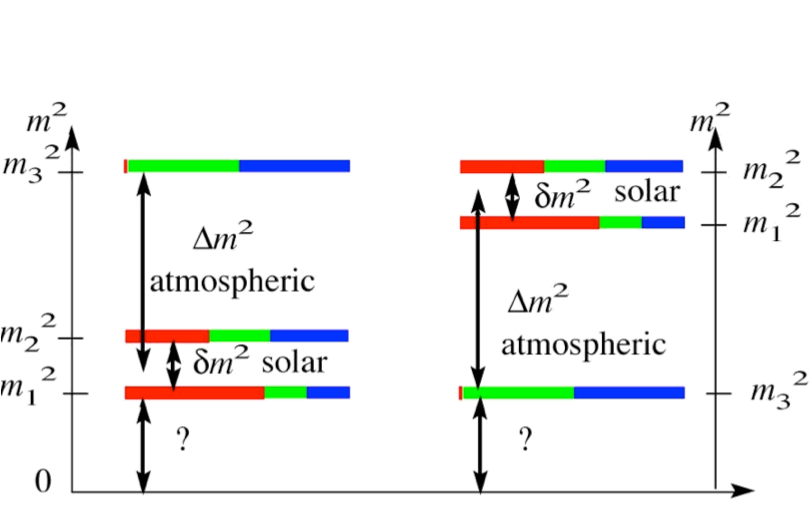 m²
m²
m₃²
Δm²
atmospheric
m₂²
δm² solar
m₁²
?
0
m₂²
δm² solar
m₁²
Δm²
atmospheric
m₃²
?